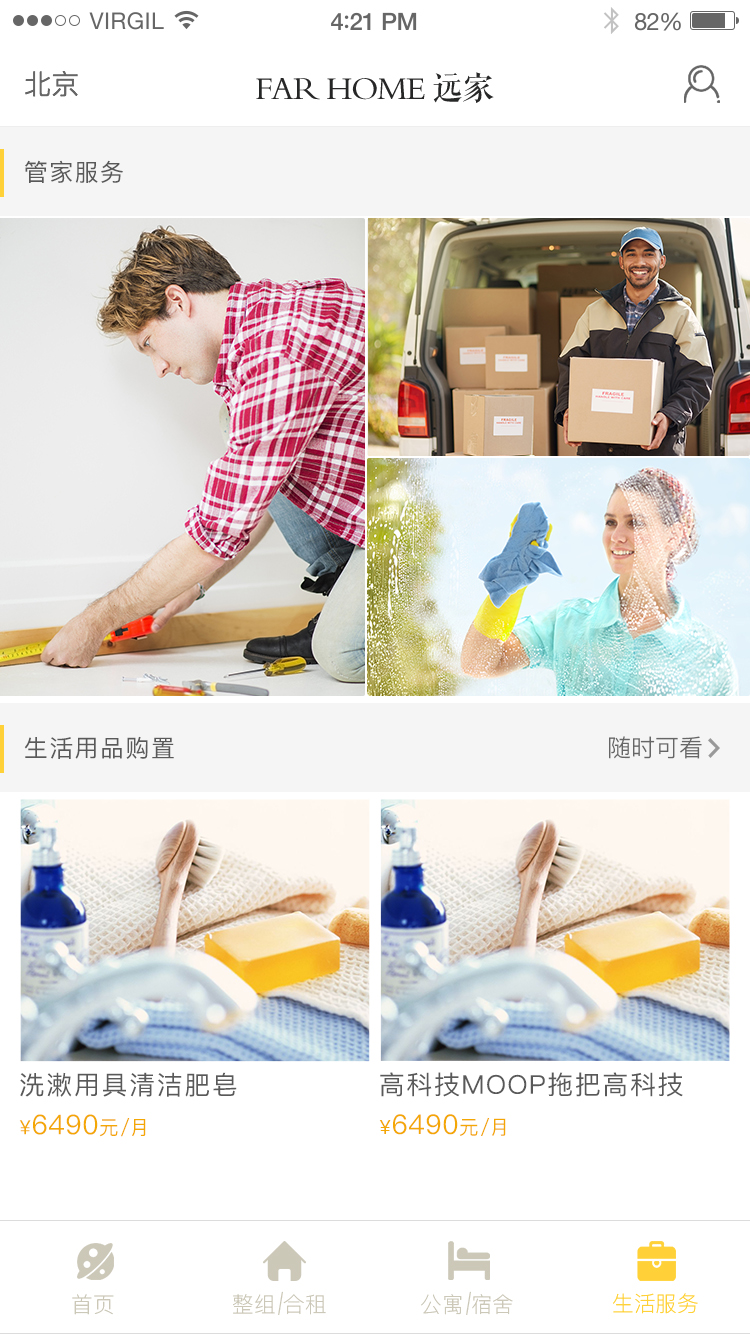 VIRGIL
4:21 PM
82%
北京
FAR HOME 远家
管家服务
FRAGILE
生活用品购置
随时可看
洗漱用具清洁肥皂
高科技MOOP拖把高科技
¥6490元/月
¥6490元/月
首页
整组/合租
公寓/宿舍
生活服务